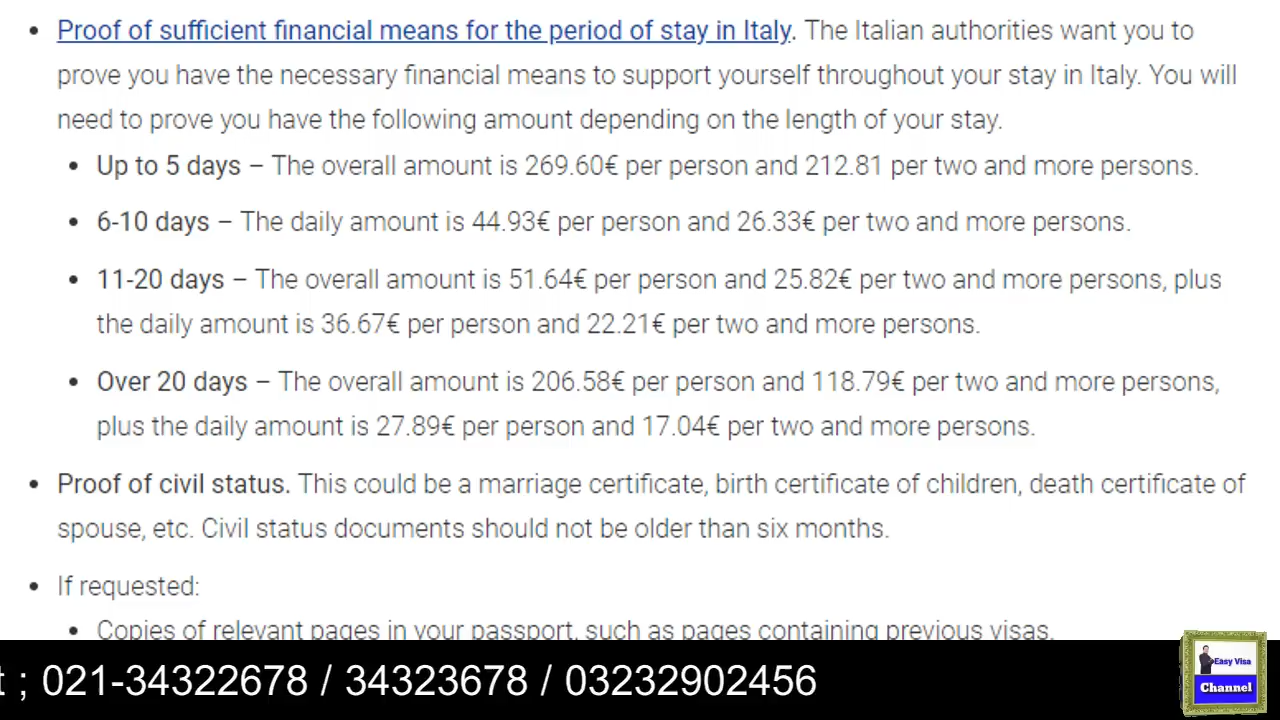 Proof of sufficient financial means for the period of stay in Italy. The Italian authorities want you to
prove you have the necessary financial means to support yourself throughout your stay in Italy. You will
need to prove you have the following amount depending on the length of your stay.
Up to 5 days – The overall amount is 269.60€ per person and 212.81 per two and more persons.
6-10 days – The daily amount is 44.93€ per person and 26.33€ per two and more persons.
11-20 days – The overall amount is 51.64€ per person and 25.82€ per two and more persons, plus
the daily amount is 36.67€ per person and 22.21€ per two and more persons.
Over 20 days – The overall amount is 206.58€ per person and 118.79€ per two and more persons,
plus the daily amount is 27.89€ per person and 17.04€ per two and more persons.
Proof of civil status. This could be a marriage certificate, birth certificate of children, death certificate of
spouse, etc. Civil status documents should not be older than six months.
If requested:
Copies of relevant pages in your passport, such as pages containing previous visas.
t ; 021-34322678 / 34323678 / 03232902456
Easy Visa
Channel